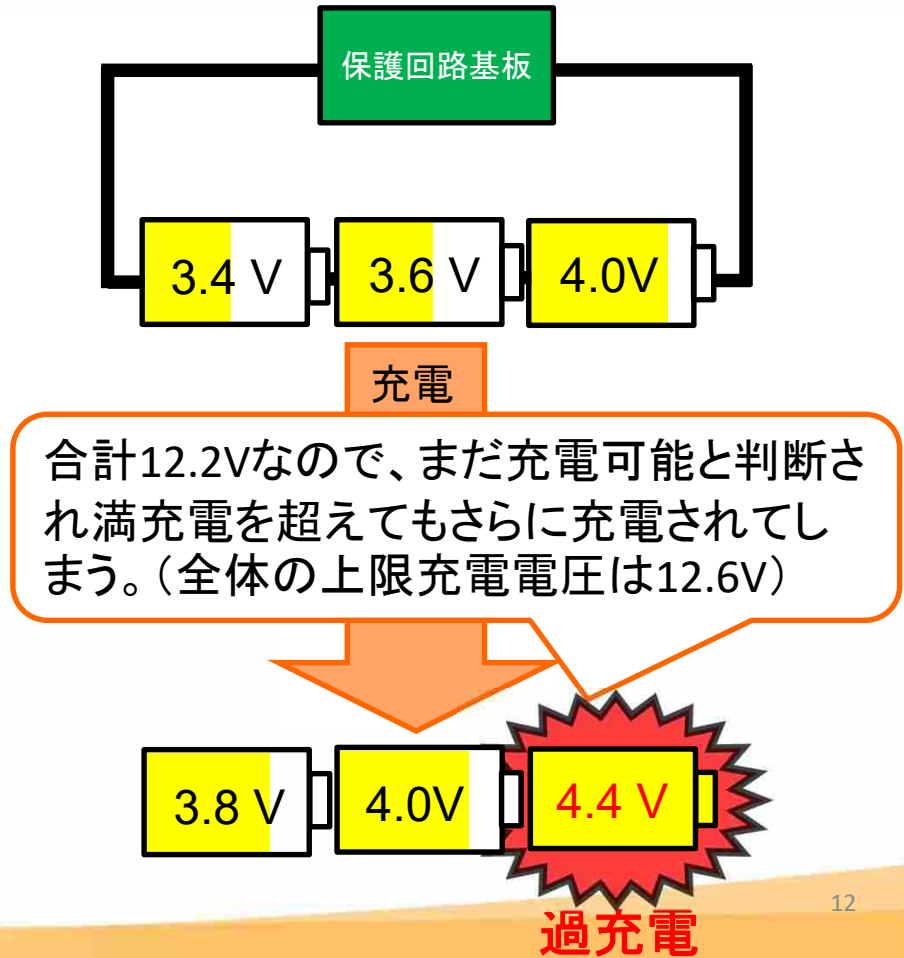 保護回路基板
3.4 V
3.6 V
4.0V
充電
合計12.2Vなので、まだ充電可能と判断さ
れ満充電を超えてもさらに充電されてし
まう。（全体の上限充電電圧は12.6V）
3.8 V
4.0V
4.4 V
過充電
12